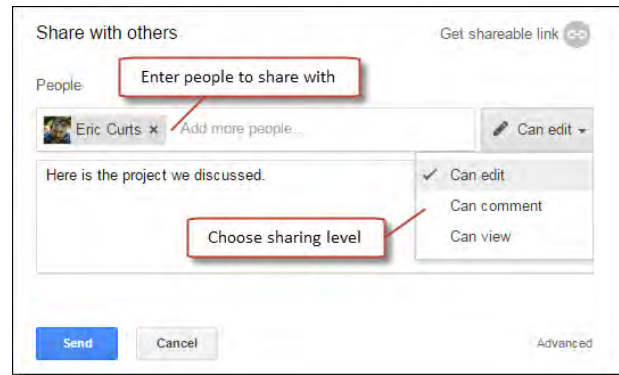 Share with others
Get shareable link
People
Enter people to share with
Eric Curts ×
Add more people...
Can edit
Here is the project we discussed.
Can edit
Can comment
Can view
Choose sharing level
Send
Cancel
Advanced